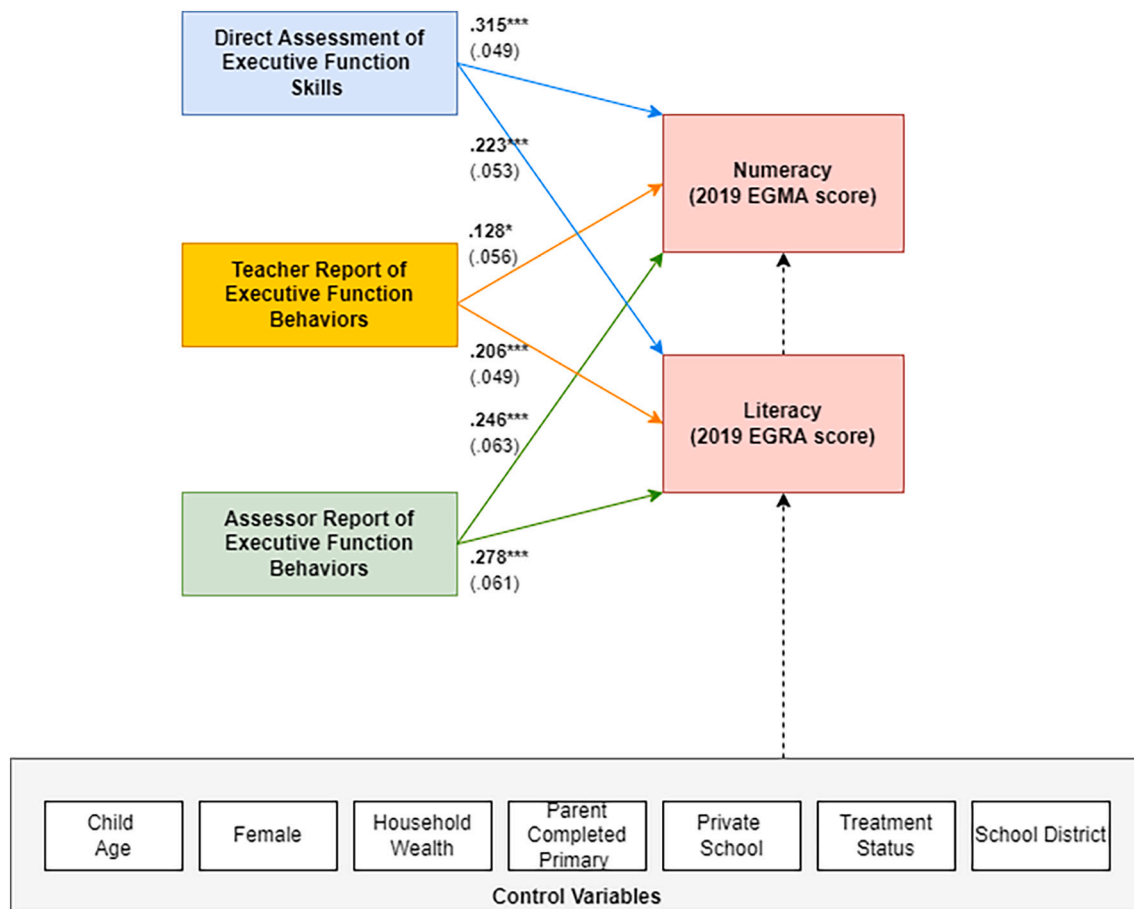 Direct Assessment of
Executive Function
Skills
.315***
(.049)
.223***
(.053)
Numeracy
(2019 EGMA score)
.128*
(.056)
Teacher Report of
Executive Function
Behaviors
.206***
(.049)
Literacy
(2019 EGRA score)
.246***
(.063)
Assessor Report of
Executive Function
Behaviors
.278***
(.061)
Child
Age
Female
Household
Wealth
Parent
Completed
Primary
Private
School
Treatment
Status
School District
Control Variables